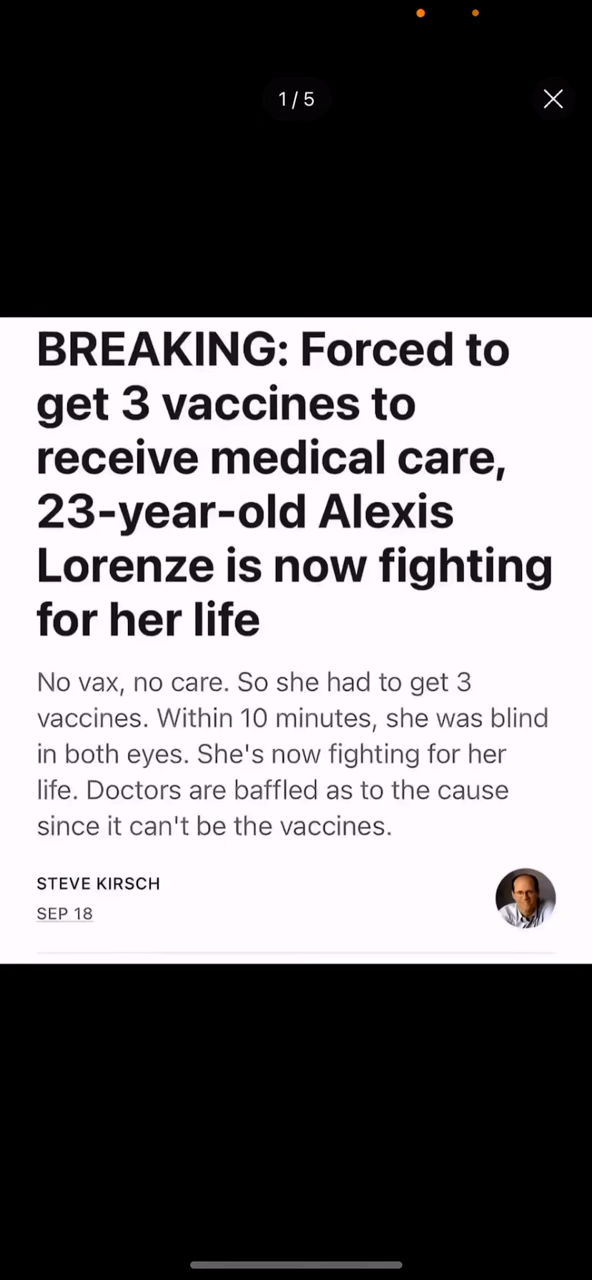 1 / 5
BREAKING: Forced to
get 3 vaccines to
receive medical care,
23-year-old Alexis
Lorenze is now fighting
for her life
No vax, no care. So she had to get 3
vaccines. Within 10 minutes, she was blind
in both eyes. She's now fighting for her
life. Doctors are baffled as to the cause
since it can't be the vaccines.
STEVE KIRSCH
SEP 18